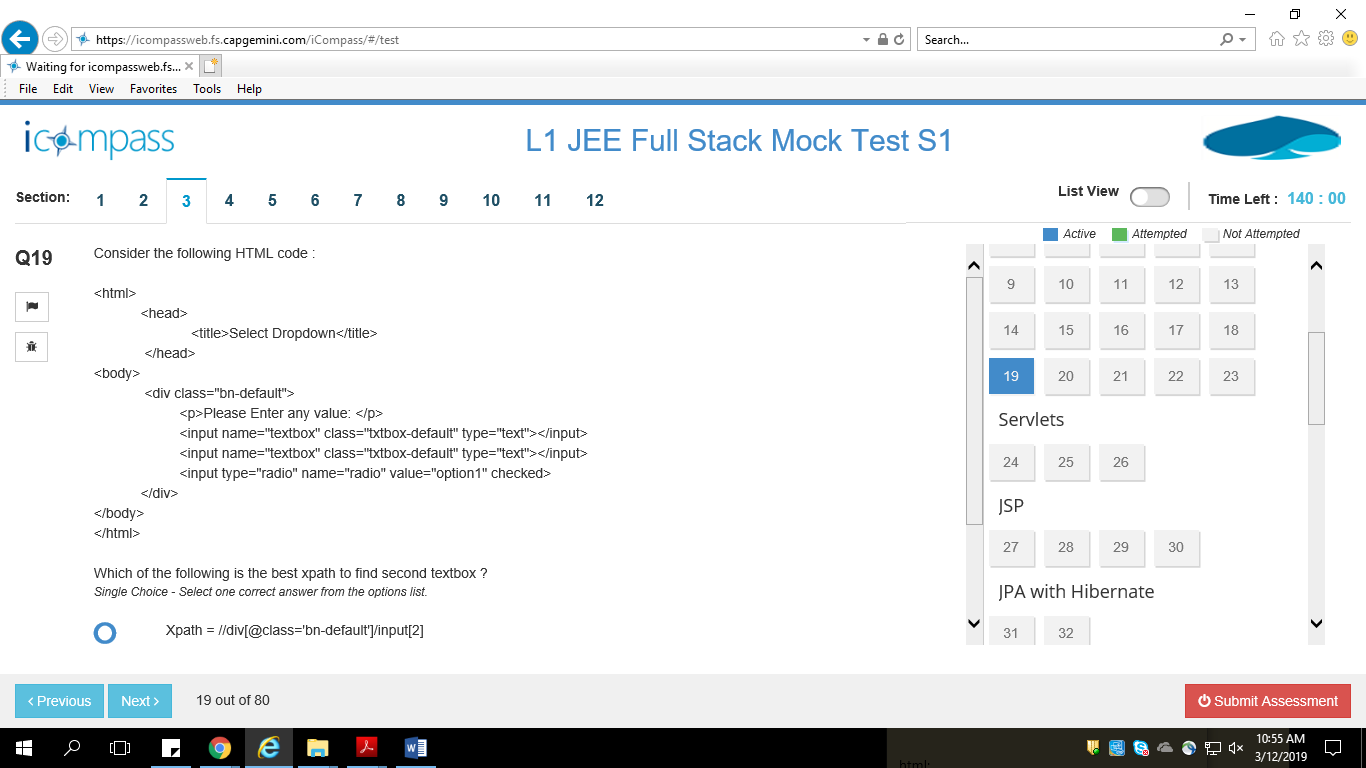 https://icompassweb.fs.capgemini.com/iCompass/#/test
Search...
Waiting for icompassweb.fs...
File Edit View Favorites Tools Help
icompass
L1 JEE Full Stack Mock Test S1
Section: 1 2 3 4 5 6 7 8 9 10 11 12
List View
Time Left : 140 : 00
Active Attempted Not Attempted
Q19
Consider the following HTML code :
<html>
<head>
<title>Select Dropdown</title>
</head>
<body>
<div class="bn-default">
<p>Please Enter any value: </p>
<input name="textbox" class="txtbox-default" type="text"></input>
<input name="textbox" class="txtbox-default" type="text"></input>
<input type="radio" name="radio" value="option1" checked>
</div>
</body>
</html>
Which of the following is the best xpath to find second textbox ?
Single Choice - Select one correct answer from the options list.
Xpath = //div[@class='bn-default']/input[2]
9 10 11 12 13
14 15 16 17 18
19 20 21 22 23
Servlets
24 25 26
JSP
27 28 29 30
JPA with Hibernate
31 32
< Previous
Next >
19 out of 80
Submit Assessment
10:55 AM
3/12/2019
html: